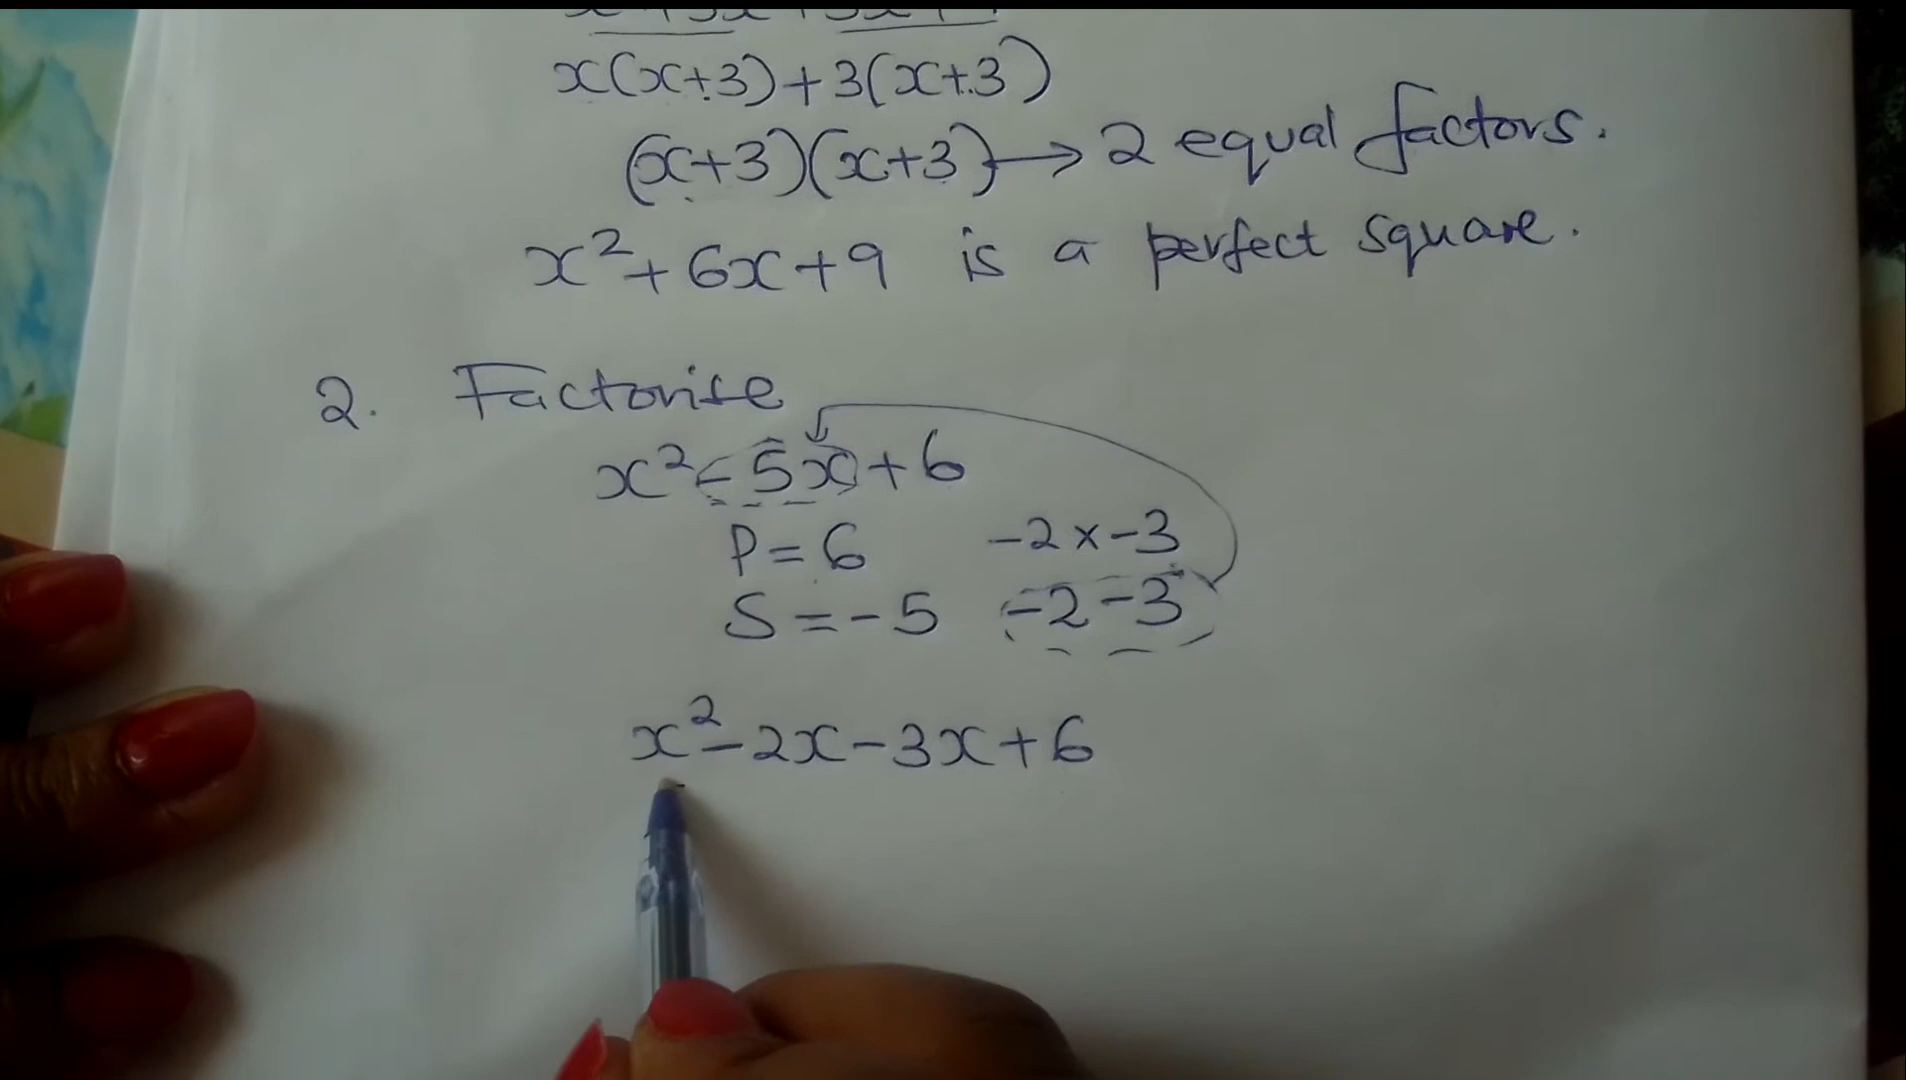 x(x+3)+3(x+3)
(x+3)(x+3)→2 equal factors.
x²+6x+9 is a perfect square.
2. Factorise
x²-5x+6
P=6 -2×-3
S=-5 -2-3
x²-2x-3x+6